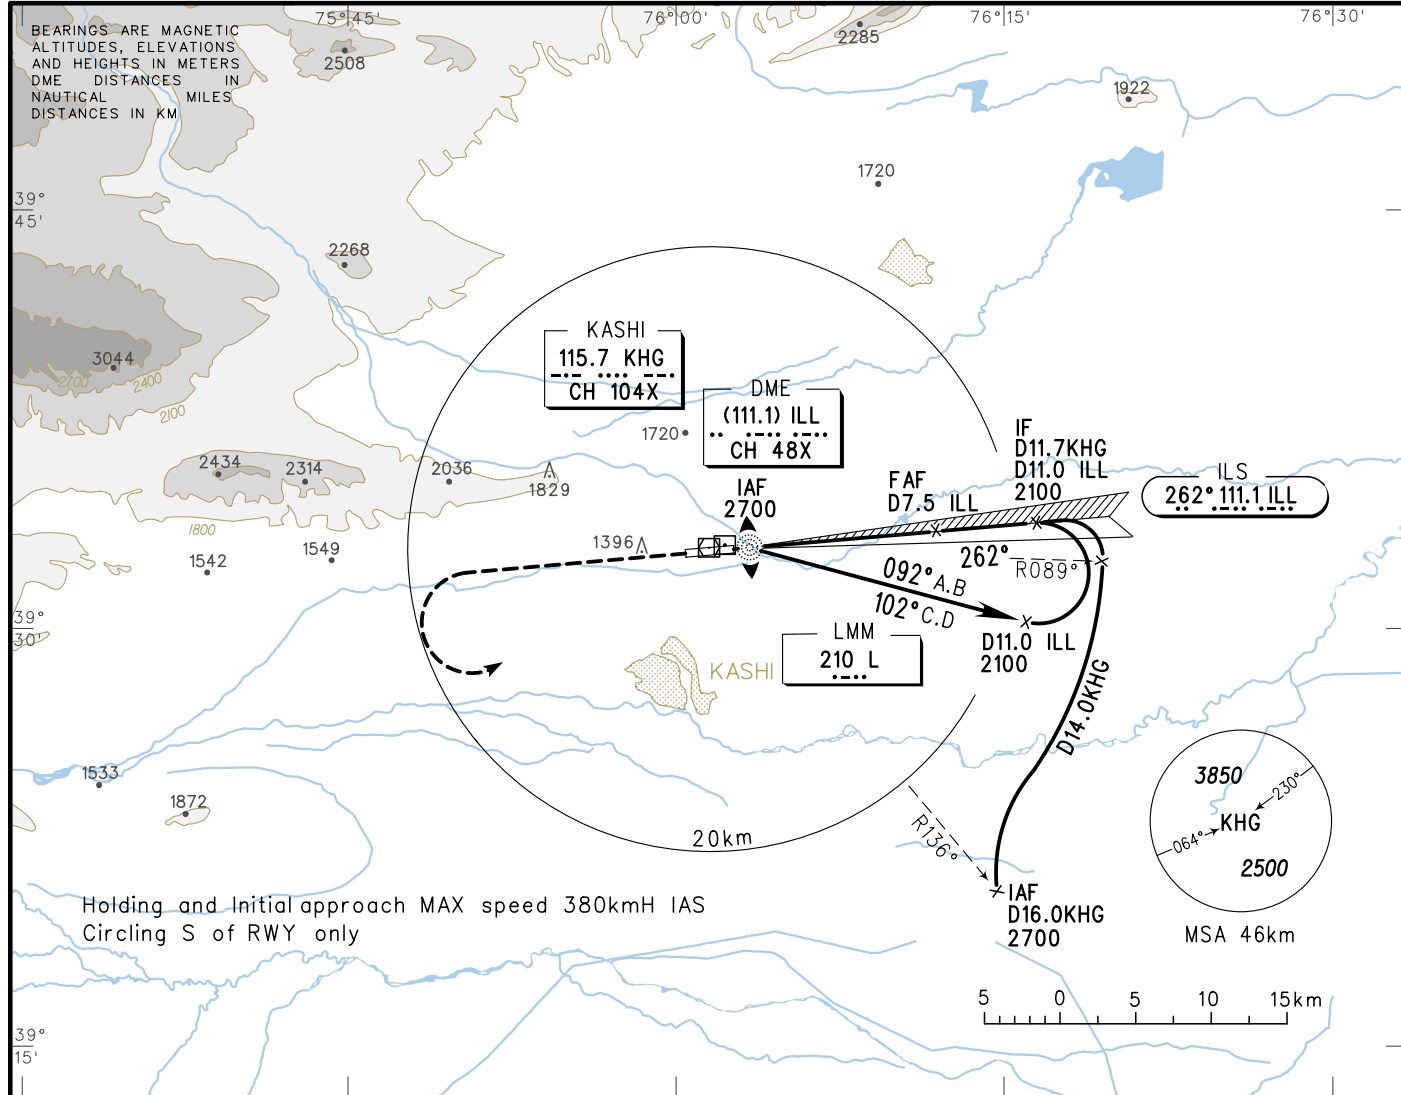 75°45'
76°00'
76°15'
76°30'
BEARINGS ARE MAGNETIC
ALTITUDES, ELEVATIONS
AND HEIGHTS IN METERS
DME DISTANCES IN
NAUTICAL MILES
DISTANCES IN KM
2508
2285
1922
1720
39°
45'
2268
3044
2700
2400
2100
KASHI
115.7 KHG
CH 104X
DME
(111.1) ILL
CH 48X
1720
IF
D11.7KHG
D11.0 ILL
2100
ILS
262° 111.1 ILL
FAF
D7.5 ILL
IAF
2700
2434
2314
2036
1829
1800
1542
1549
1396
262°
R089°
092° A.B
102° C.D
39°
30'
LMM
210 L
D11.0 ILL
2100
KASHI
D14.0KHG
1533
1872
20km
R136°
3850
230°
KHG
064°
2500
MSA 46km
IAF
D16.0KHG
2700
Holding and Initial approach MAX speed 380kmH IAS
Circling S of RWY only
5 0 5 10 15km
39°
15'